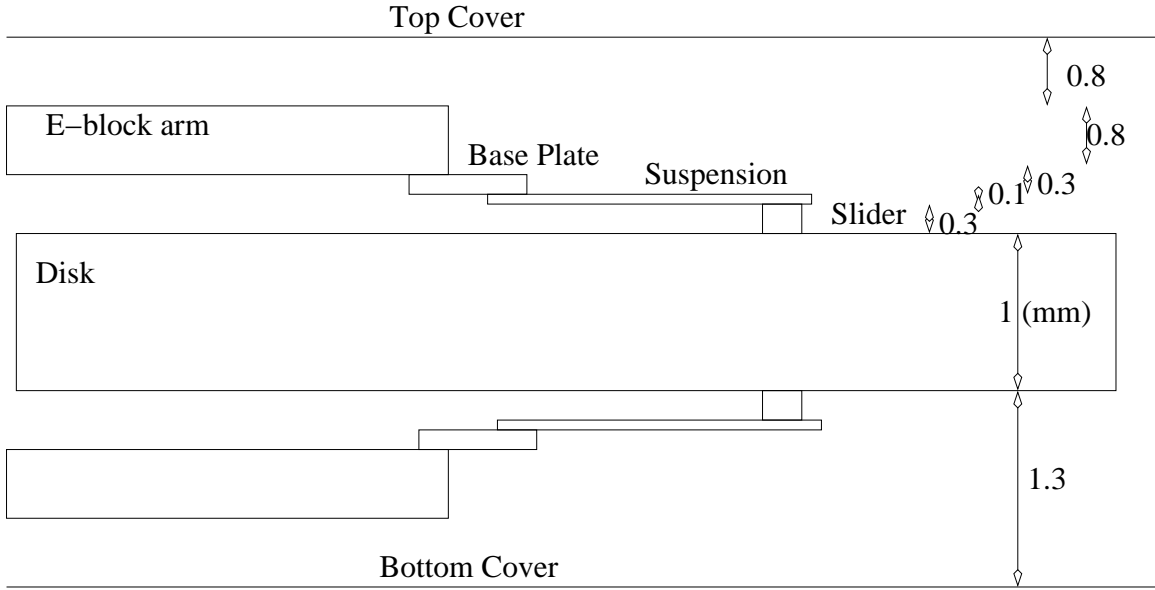 Top Cover
0.8
E−block arm
0.8
Base Plate
Suspension
0.3
0.1
Slider
0.3
Disk
1 (mm)
1.3
Bottom Cover